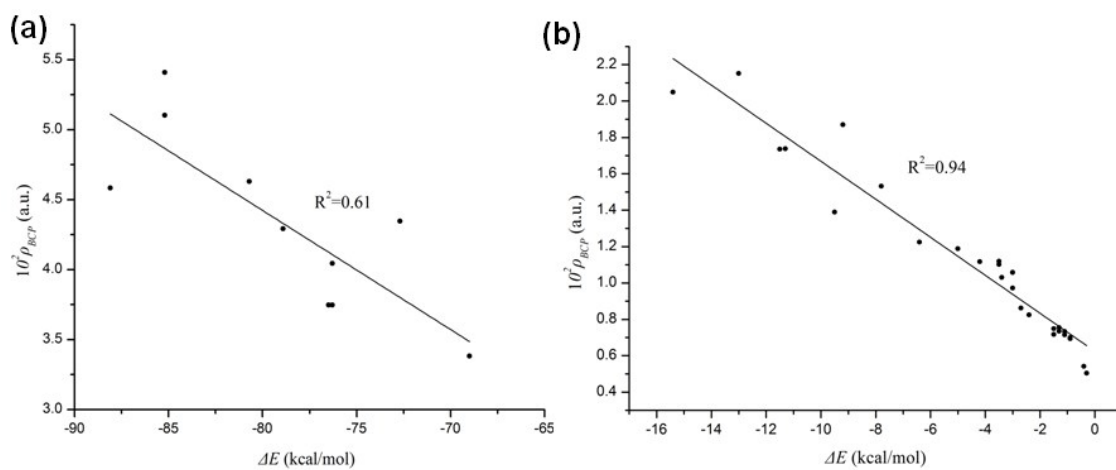 (a)
5.5
5.0
4.5
4.0
3.5
3.0
10²ρ_BCP (a.u.)
R²=0.61
-90 -85 -80 -75 -70 -65
ΔE (kcal/mol)
(b)
2.2
2.0
1.8
1.6
1.4
1.2
1.0
0.8
0.6
0.4
10²ρ_BCP (a.u.)
R²=0.94
-16 -14 -12 -10 -8 -6 -4 -2 0
ΔE (kcal/mol)